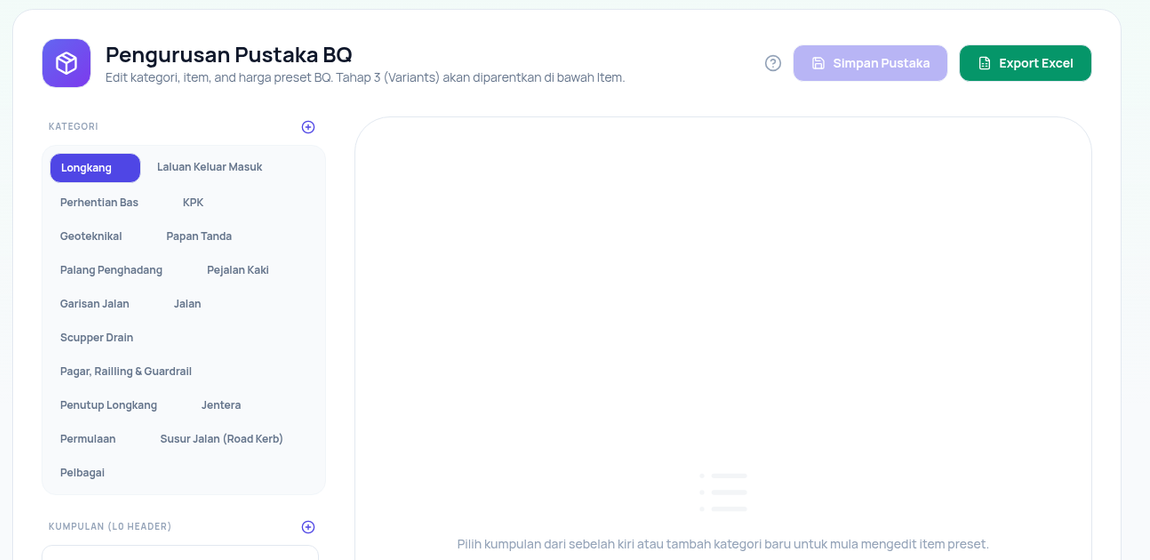 Pengurusan Pustaka BQ
Edit kategori, item, and harga preset BQ. Tahap 3 (Variants) akan diparentkan di bawah Item.
Simpan Pustaka
Export Excel
KATEGORI
Longkang
Laluan Keluar Masuk
Perhentian Bas
KPK
Geoteknikal
Papan Tanda
Palang Penghadang
Pejalan Kaki
Garisan Jalan
Jalan
Scupper Drain
Pagar, Railling & Guardrail
Penutup Longkang
Jentera
Permulaan
Susur Jalan (Road Kerb)
Pelbagai
KUMPULAN (L0 HEADER)
Pilih kumpulan dari sebelah kiri atau tambah kategori baru untuk mula mengedit item preset.